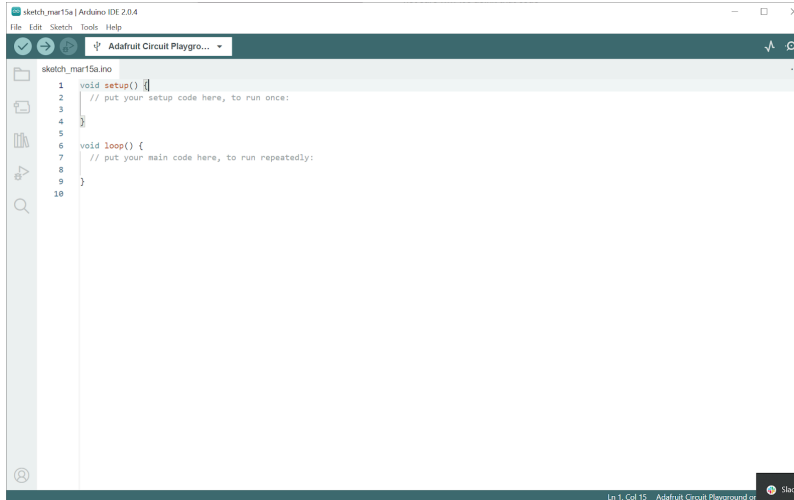 sketch_mar15a | Arduino IDE 2.0.4
File Edit Sketch Tools Help
Adafruit Circuit Playgro...
sketch_mar15a.ino
1 void setup() {
2 // put your setup code here, to run once:
3
4 }
5
6 void loop() {
7 // put your main code here, to run repeatedly:
8
9 }
10
Ln 1, Col 15 Adafruit Circuit Playground